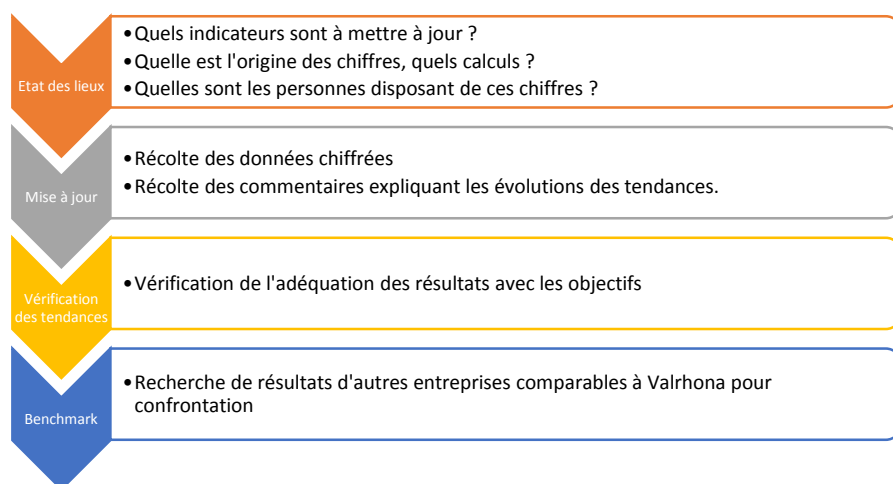 Etat des lieux
•Quels indicateurs sont à mettre à jour ?
•Quelle est l'origine des chiffres, quels calculs ?
•Quelles sont les personnes disposant de ces chiffres ?
Mise à jour
•Récolte des données chiffrées
•Récolte des commentaires expliquant les évolutions des tendances.
Vérification
des tendances
•Vérification de l'adéquation des résultats avec les objectifs
Benchmark
•Recherche de résultats d'autres entreprises comparables à Valrhona pour
confrontation